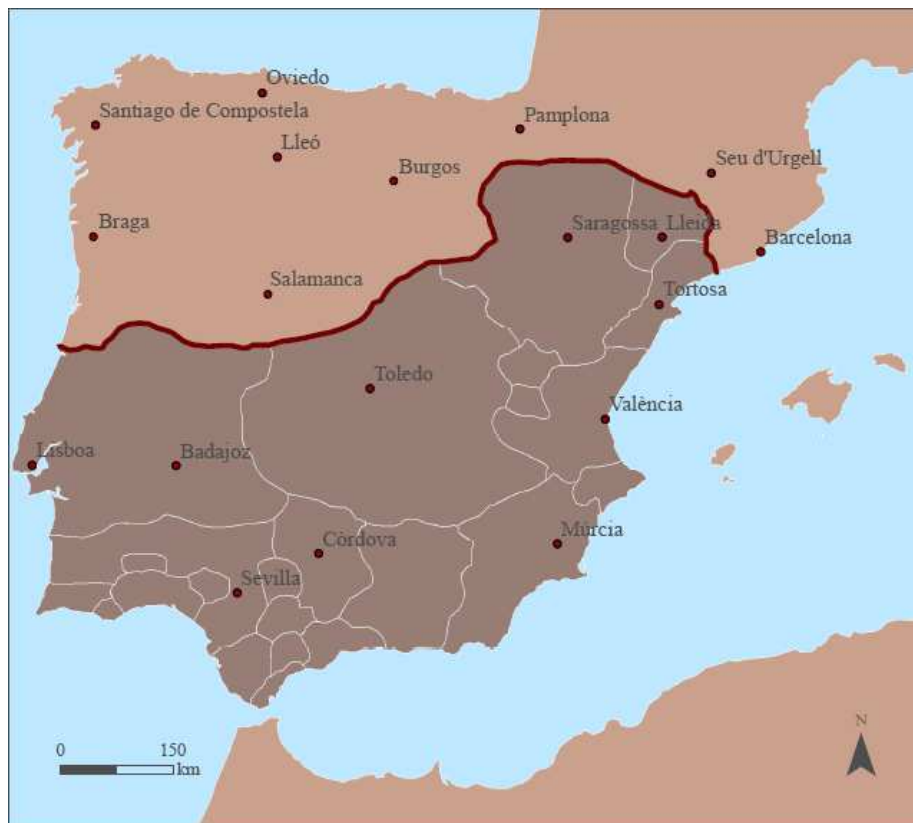 Oviedo
Santiago de Compostela
Pamplona
Lleó
Burgos
Seu d'Urgell
Braga
Saragossa
Lleida
Barcelona
Salamanca
Tortosa
Toledo
València
Lisboa
Badajoz
Còrdova
Múrcia
Sevilla
N
0 150
km